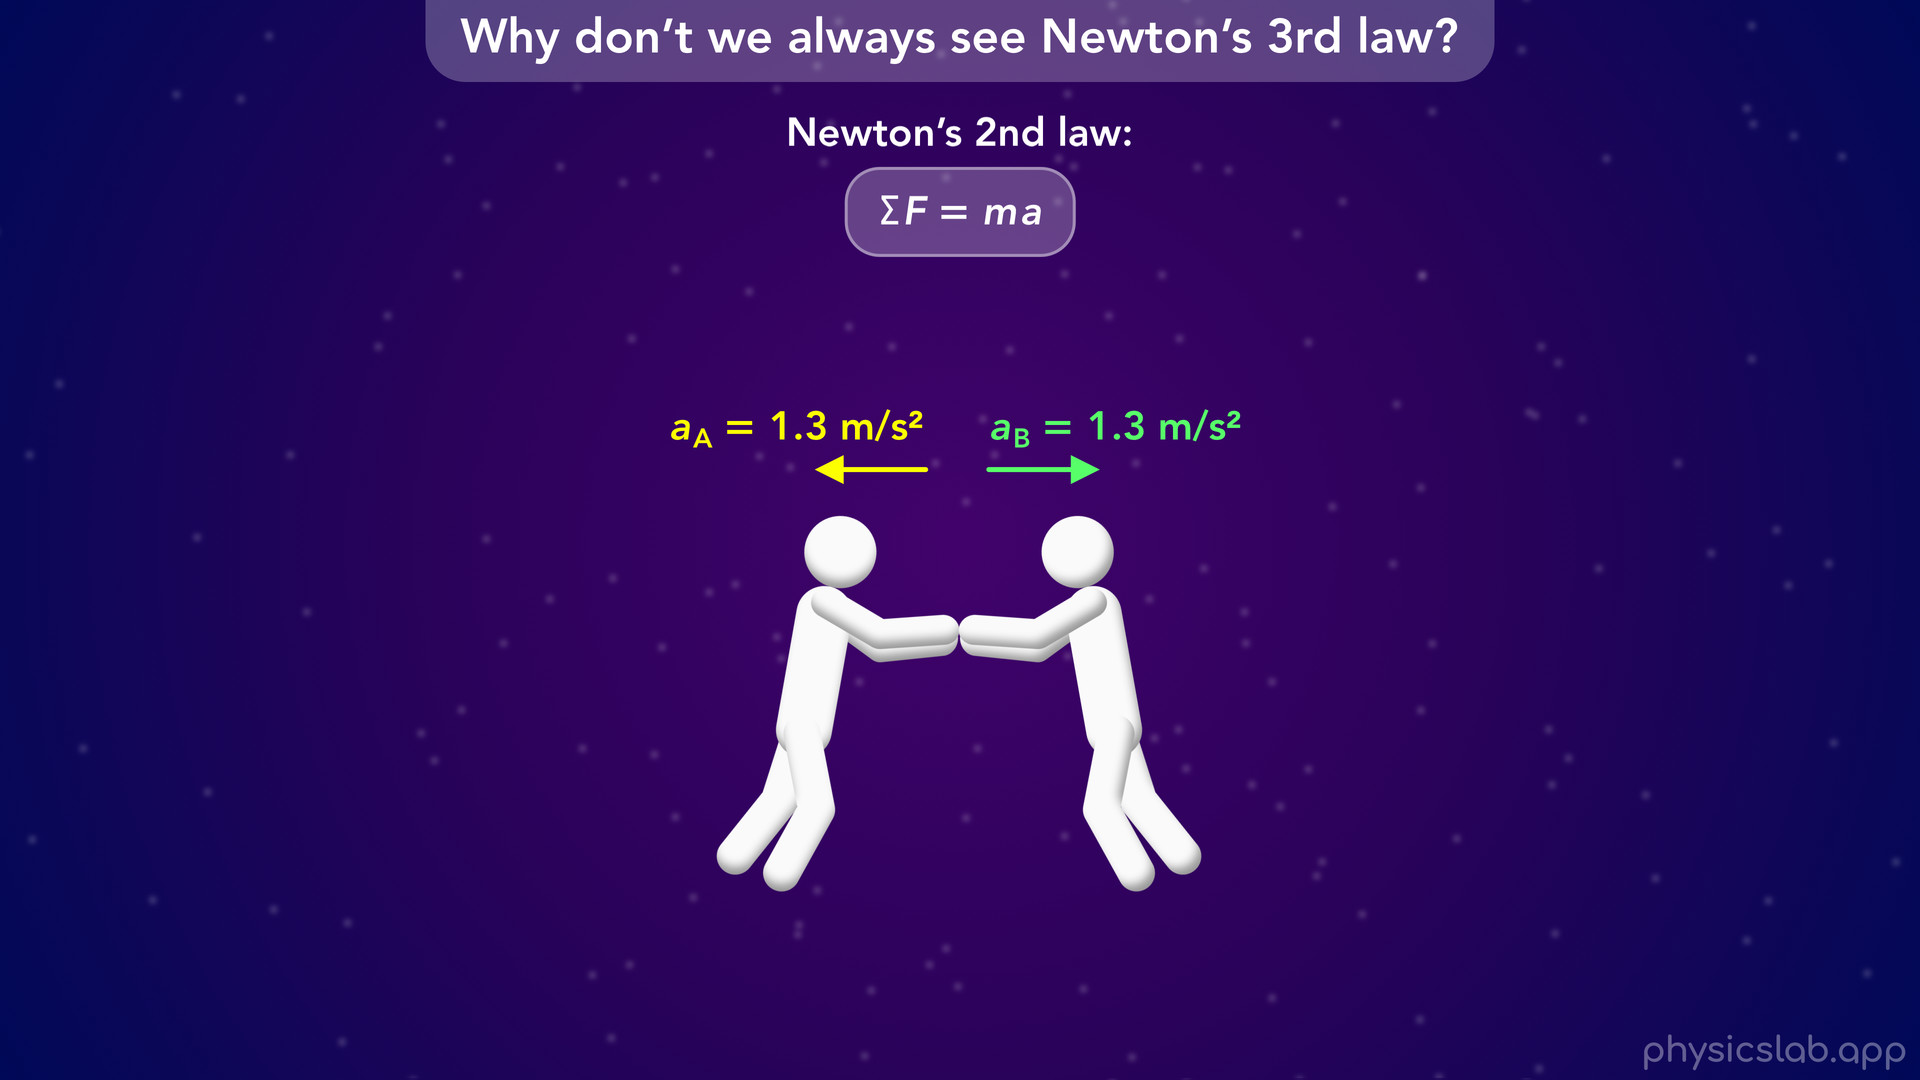 Why don’t we always see Newton’s 3rd law?
Newton’s 2nd law:
ΣF = ma
aA = 1.3 m/s² aB = 1.3 m/s²
physicslab.app